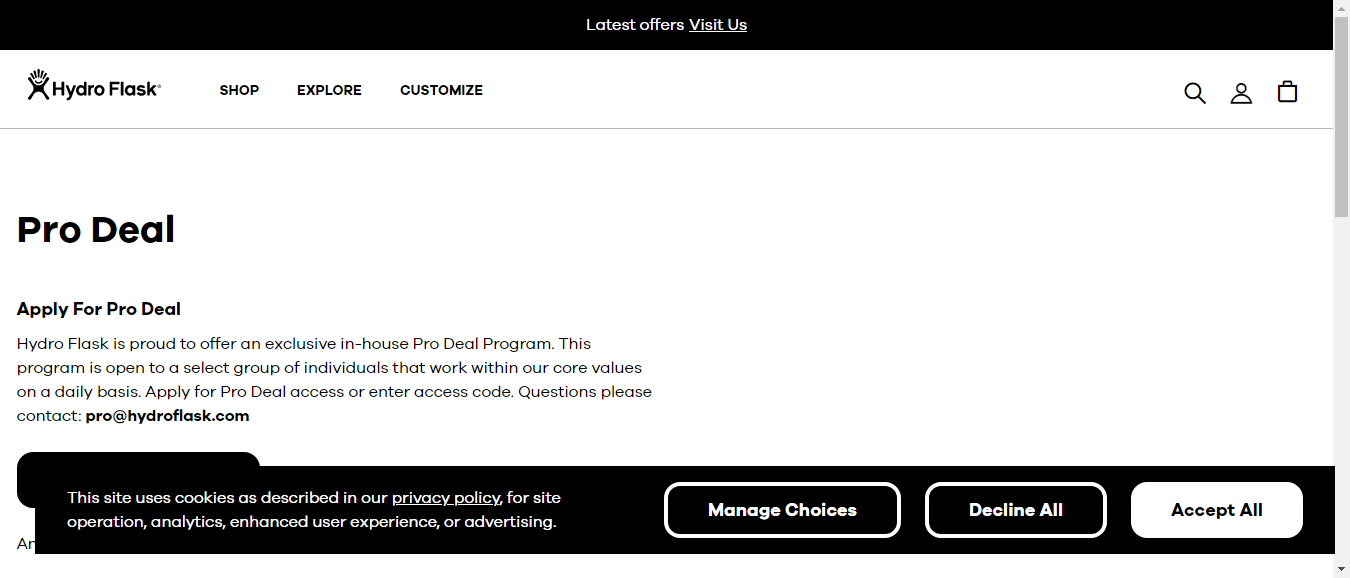 Latest offers Visit Us
Hydro Flask
SHOP
EXPLORE
CUSTOMIZE
Pro Deal
Apply For Pro Deal
Hydro Flask is proud to offer an exclusive in-house Pro Deal Program. This
program is open to a select group of individuals that work within our core values
on a daily basis. Apply for Pro Deal access or enter access code. Questions please
contact: pro@hydroflask.com
This site uses cookies as described in our privacy policy, for site
operation, analytics, enhanced user experience, or advertising.
Manage Choices
Decline All
Accept All